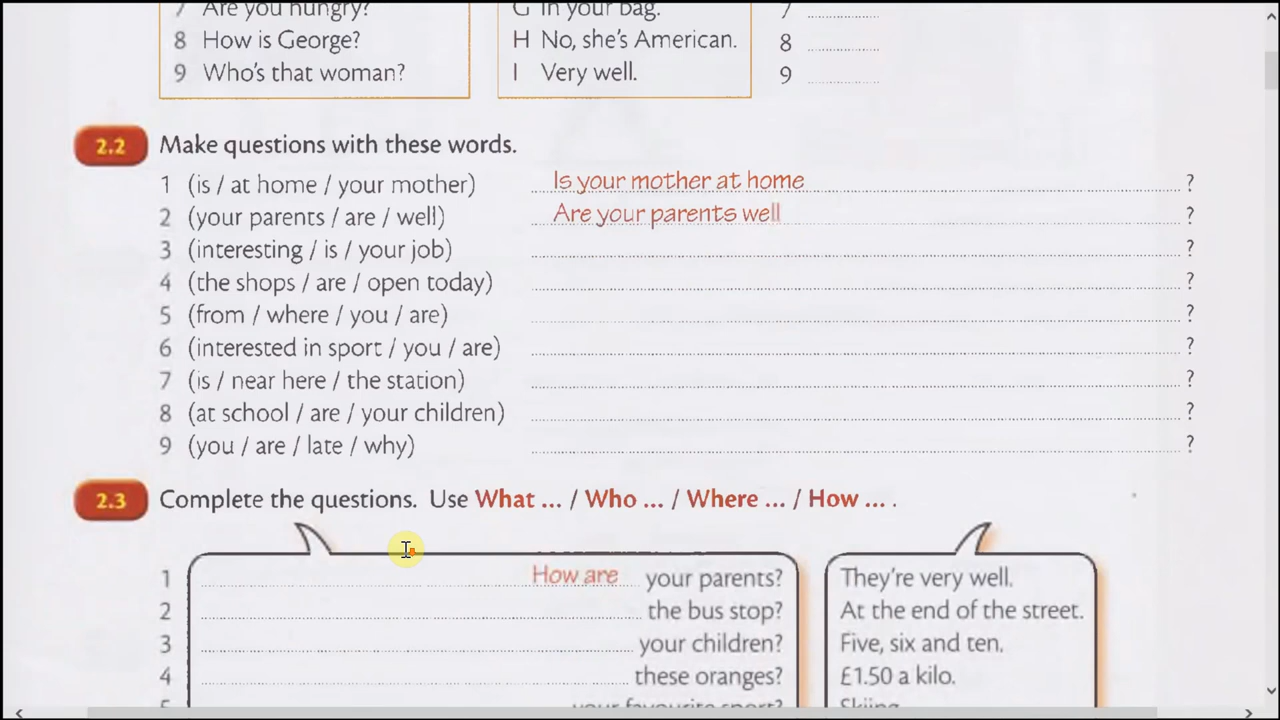 7 Are you hungry? G In your bag. 7
8 How is George? H No, she's American. 8
9 Who's that woman? I Very well. 9
2.2 Make questions with these words.
1 (is / at home / your mother) Is your mother at home ?
2 (your parents / are / well) Are your parents well ?
3 (interesting / is / your job) ?
4 (the shops / are / open today) ?
5 (from / where / you / are) ?
6 (interested in sport / you / are) ?
7 (is / near here / the station) ?
8 (at school / are / your children) ?
9 (you / are / late / why) ?
2.3 Complete the questions. Use What ... / Who ... / Where ... / How ... .
1 How are your parents? They're very well.
2 the bus stop? At the end of the street.
3 your children? Five, six and ten.
4 these oranges? £1.50 a kilo.
5 your favourite sport? Skiing.